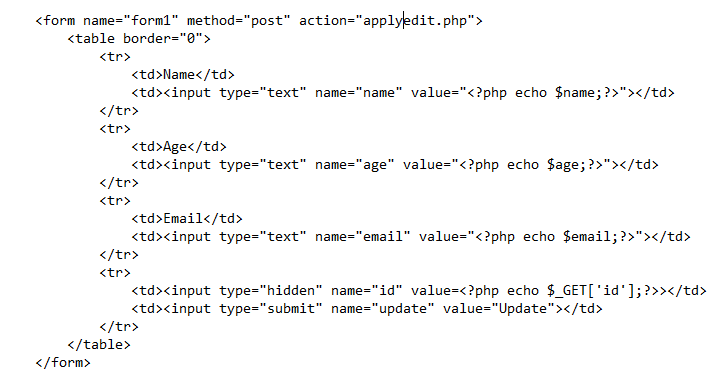 <form name="form1" method="post" action="applyedit.php">
<table border="0">
<tr>
<td>Name</td>
<td><input type="text" name="name" value="<?php echo $name;?>"></td>
</tr>
<tr>
<td>Age</td>
<td><input type="text" name="age" value="<?php echo $age;?>"></td>
</tr>
<tr>
<td>Email</td>
<td><input type="text" name="email" value="<?php echo $email;?>"></td>
</tr>
<tr>
<td><input type="hidden" name="id" value=<?php echo $_GET['id'];?>></td>
<td><input type="submit" name="update" value="Update"></td>
</tr>
</table>
</form>